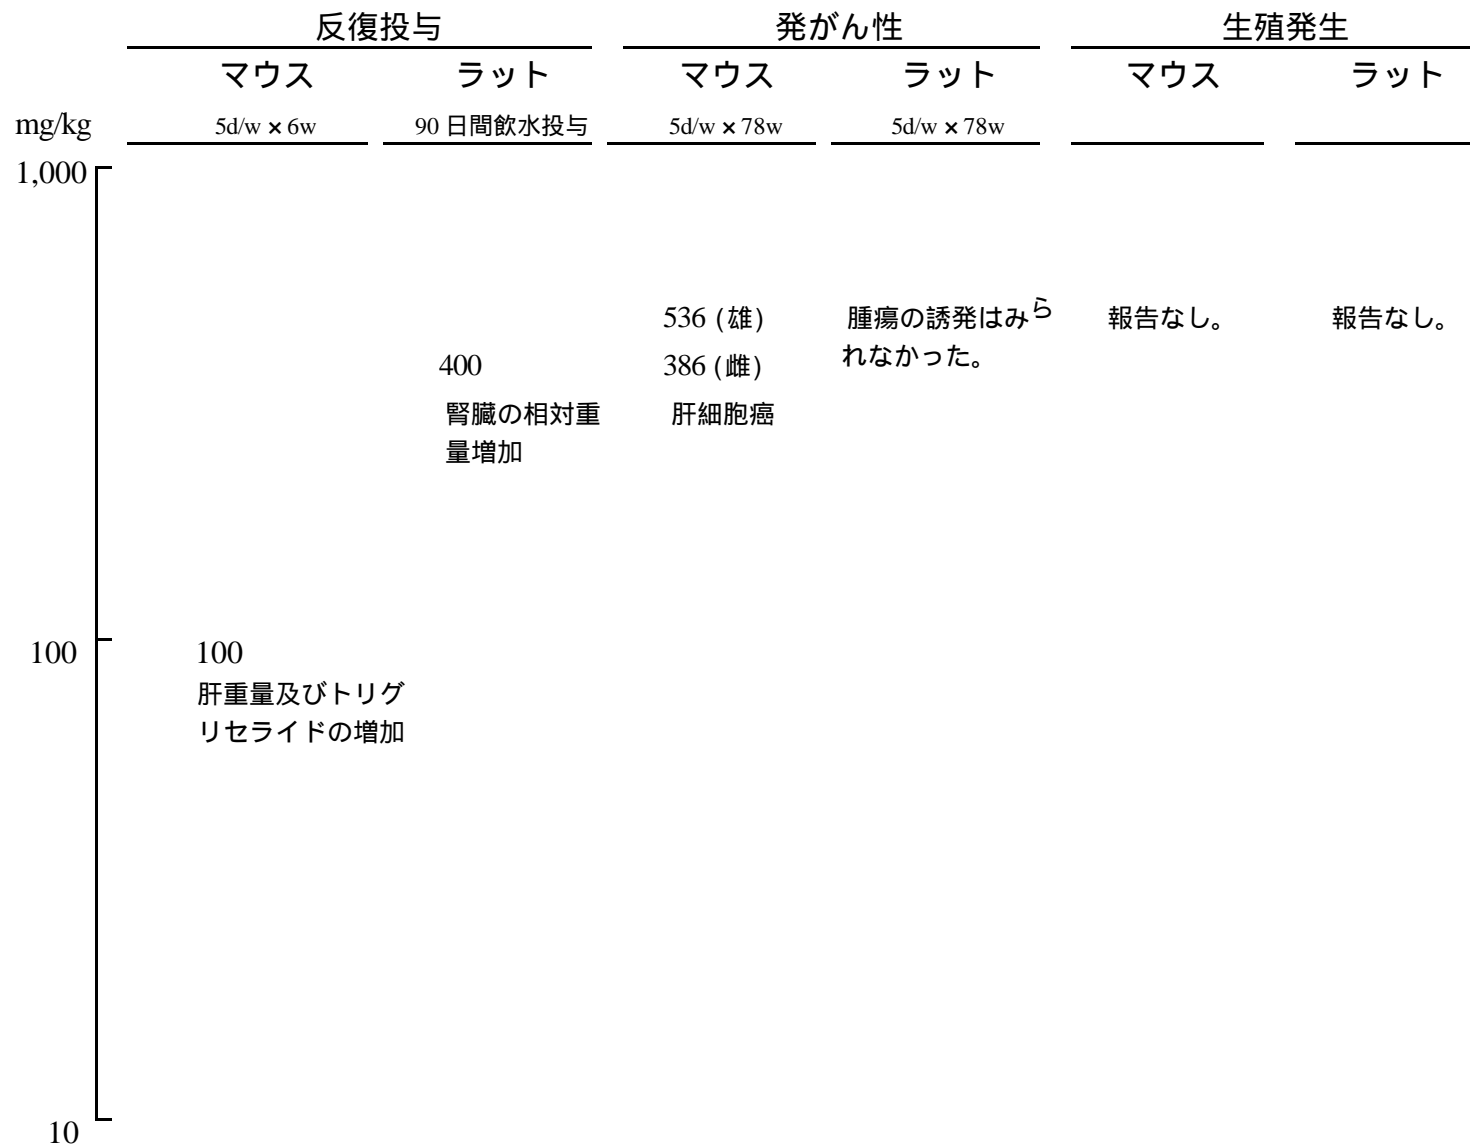 反復投与 発がん性 生殖発生
マウス ラット マウス ラット マウス ラット
mg/kg 5d/w × 6w 90 日間飲水投与 5d/w × 78w 5d/w × 78w
1,000
536 (雄) 腫瘍の誘発はみら 報告なし。 報告なし。
400 386 (雌) れなかった。
腎臓の相対重 肝細胞癌
量増加
100 100
肝重量及びトリグ
リセライドの増加
10